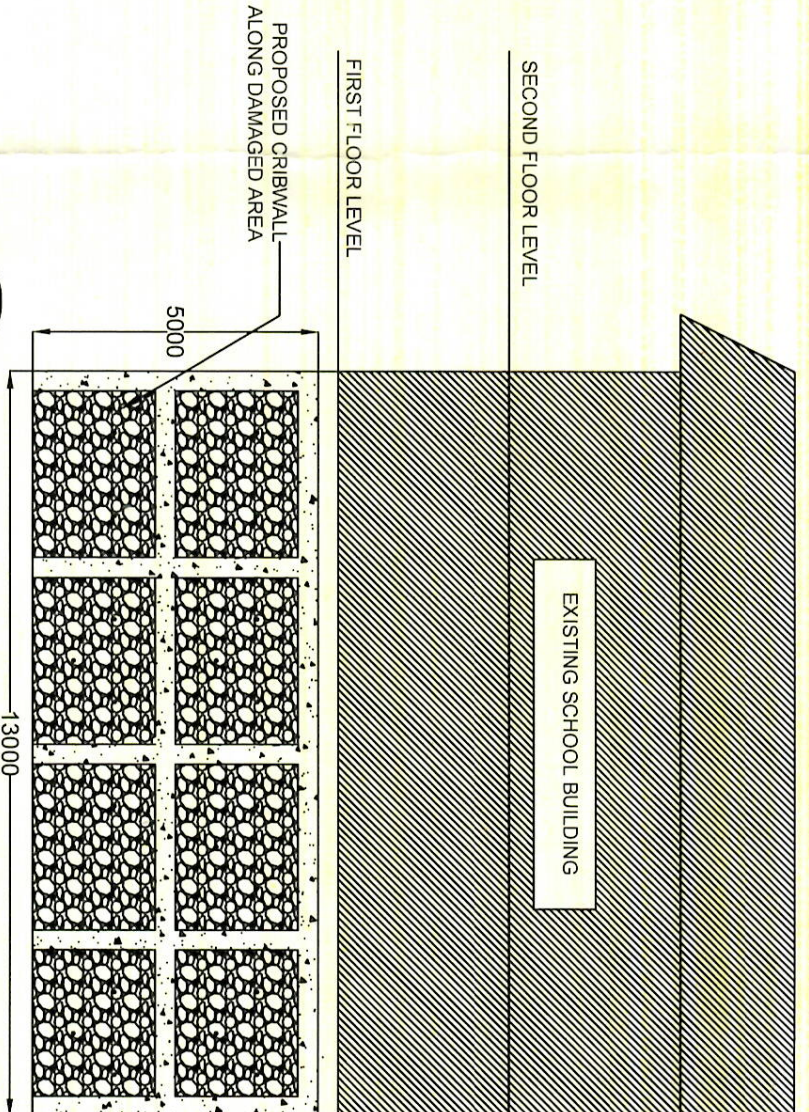 SECOND FLOOR LEVEL
FIRST FLOOR LEVEL
PROPOSED CRIBWALL
ALONG DAMAGED AREA
EXISTING SCHOOL BUILDING
5000
13000